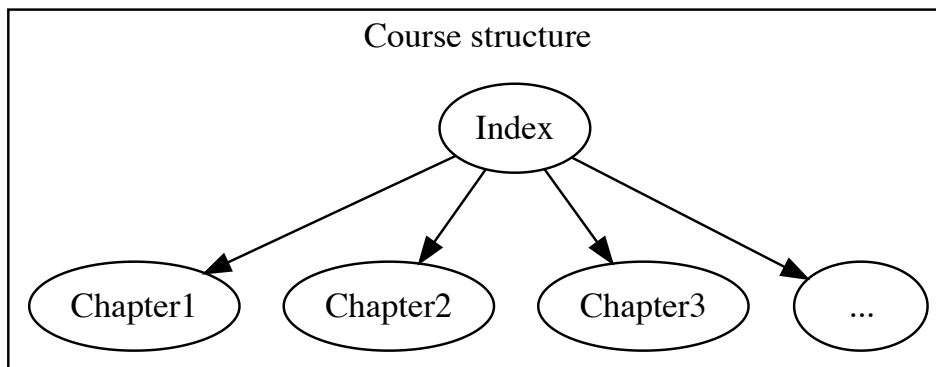 Course structure
Index
Chapter1
Chapter2
Chapter3
...